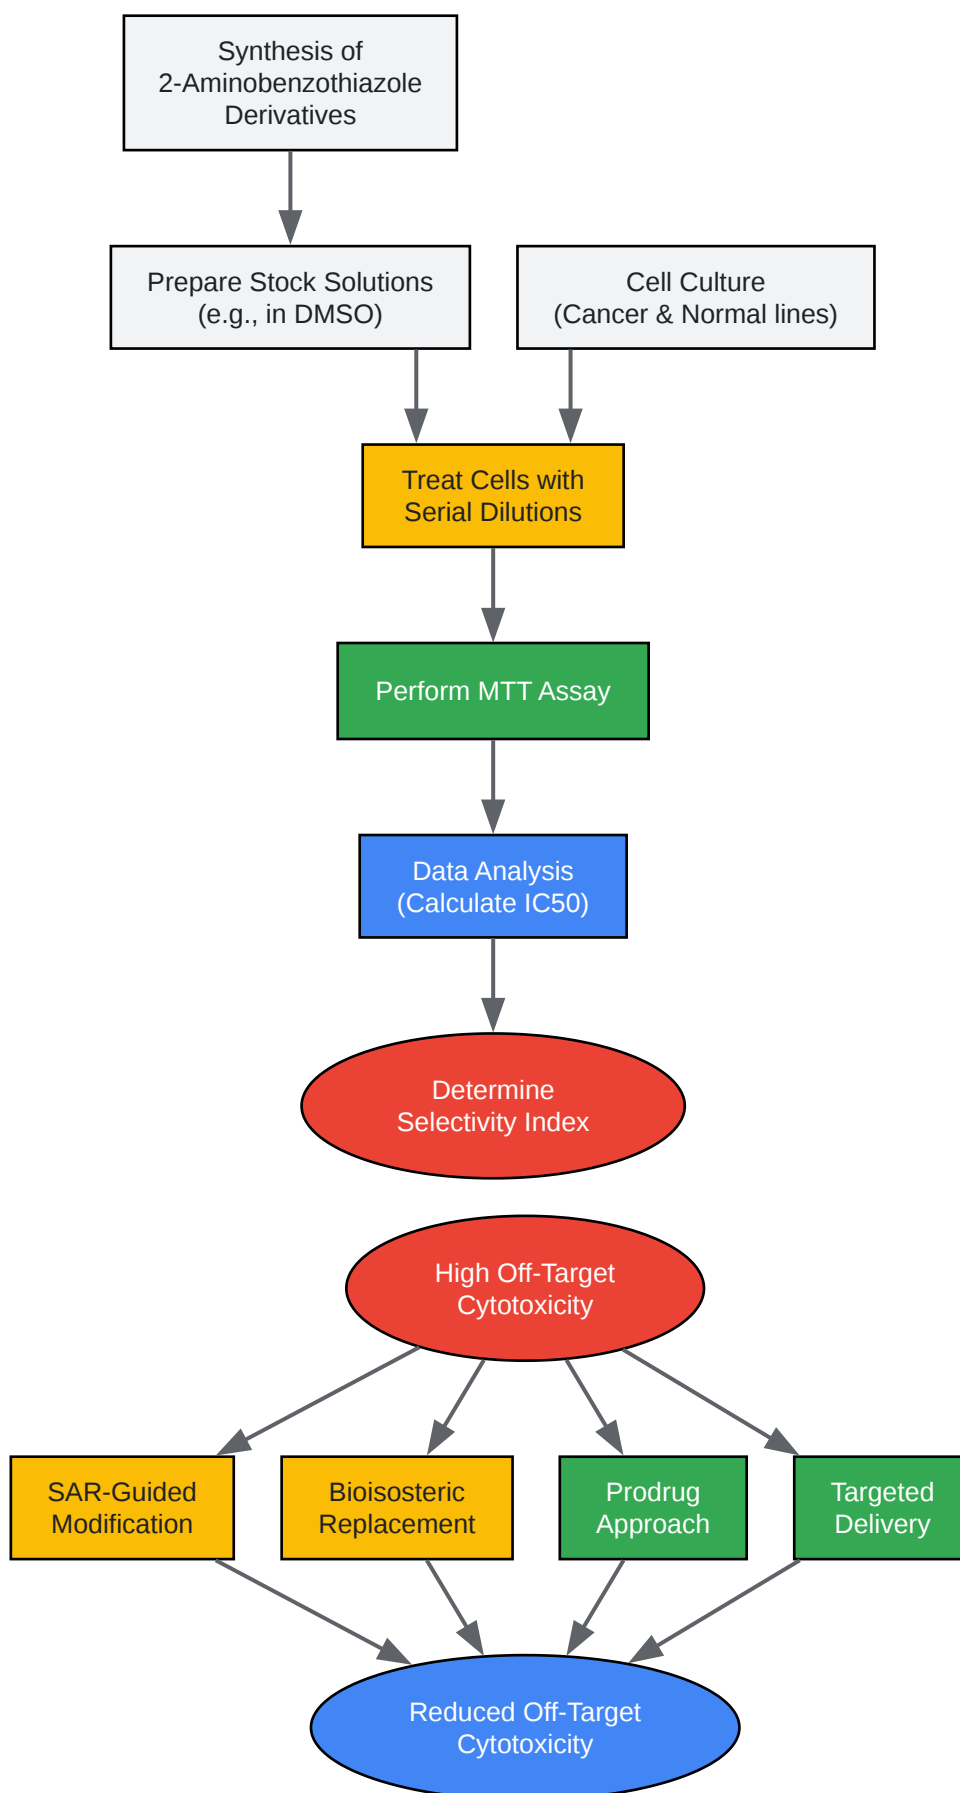 Synthesis of
2-Aminobenzothiazole
Derivatives
Prepare Stock Solutions
(e.g., in DMSO)
Cell Culture
(Cancer & Normal lines)
Treat Cells with
Serial Dilutions
Perform MTT Assay
Data Analysis
(Calculate IC50)
Determine
Selectivity Index
High Off-Target
Cytotoxicity
SAR-Guided
Modification
Bioisosteric
Replacement
Prodrug
Approach
Targeted
Delivery
Reduced Off-Target
Cytotoxicity